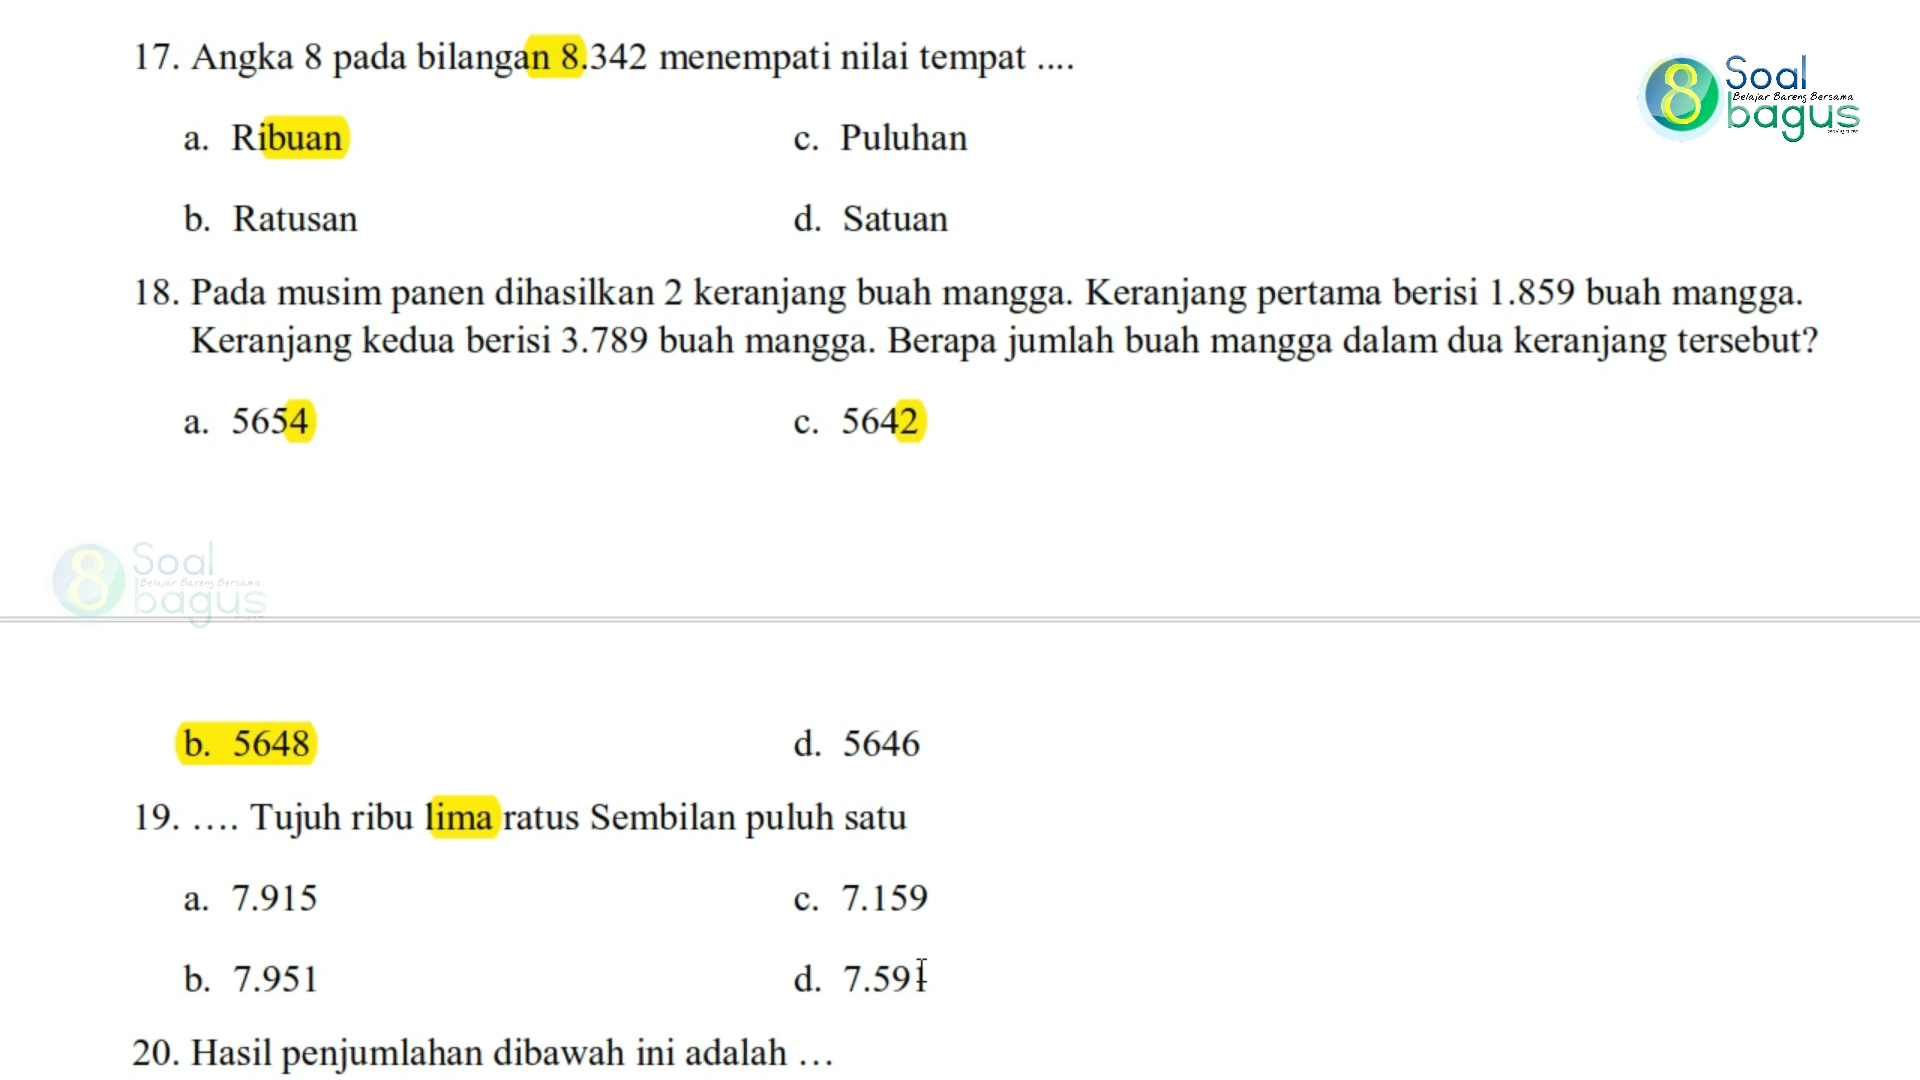 17. Angka 8 pada bilangan 8.342 menempati nilai tempat ....
Soal
Belajar Bareng Bersama
bagus
a. Ribuan
c. Puluhan
b. Ratusan
d. Satuan
18. Pada musim panen dihasilkan 2 keranjang buah mangga. Keranjang pertama berisi 1.859 buah mangga.
Keranjang kedua berisi 3.789 buah mangga. Berapa jumlah buah mangga dalam dua keranjang tersebut?
a. 5654
c. 5642
Soal
Belajar Bareng Bersama
bagus
b. 5648
d. 5646
19. .... Tujuh ribu lima ratus Sembilan puluh satu
a. 7.915
c. 7.159
b. 7.951
d. 7.591
20. Hasil penjumlahan dibawah ini adalah ...